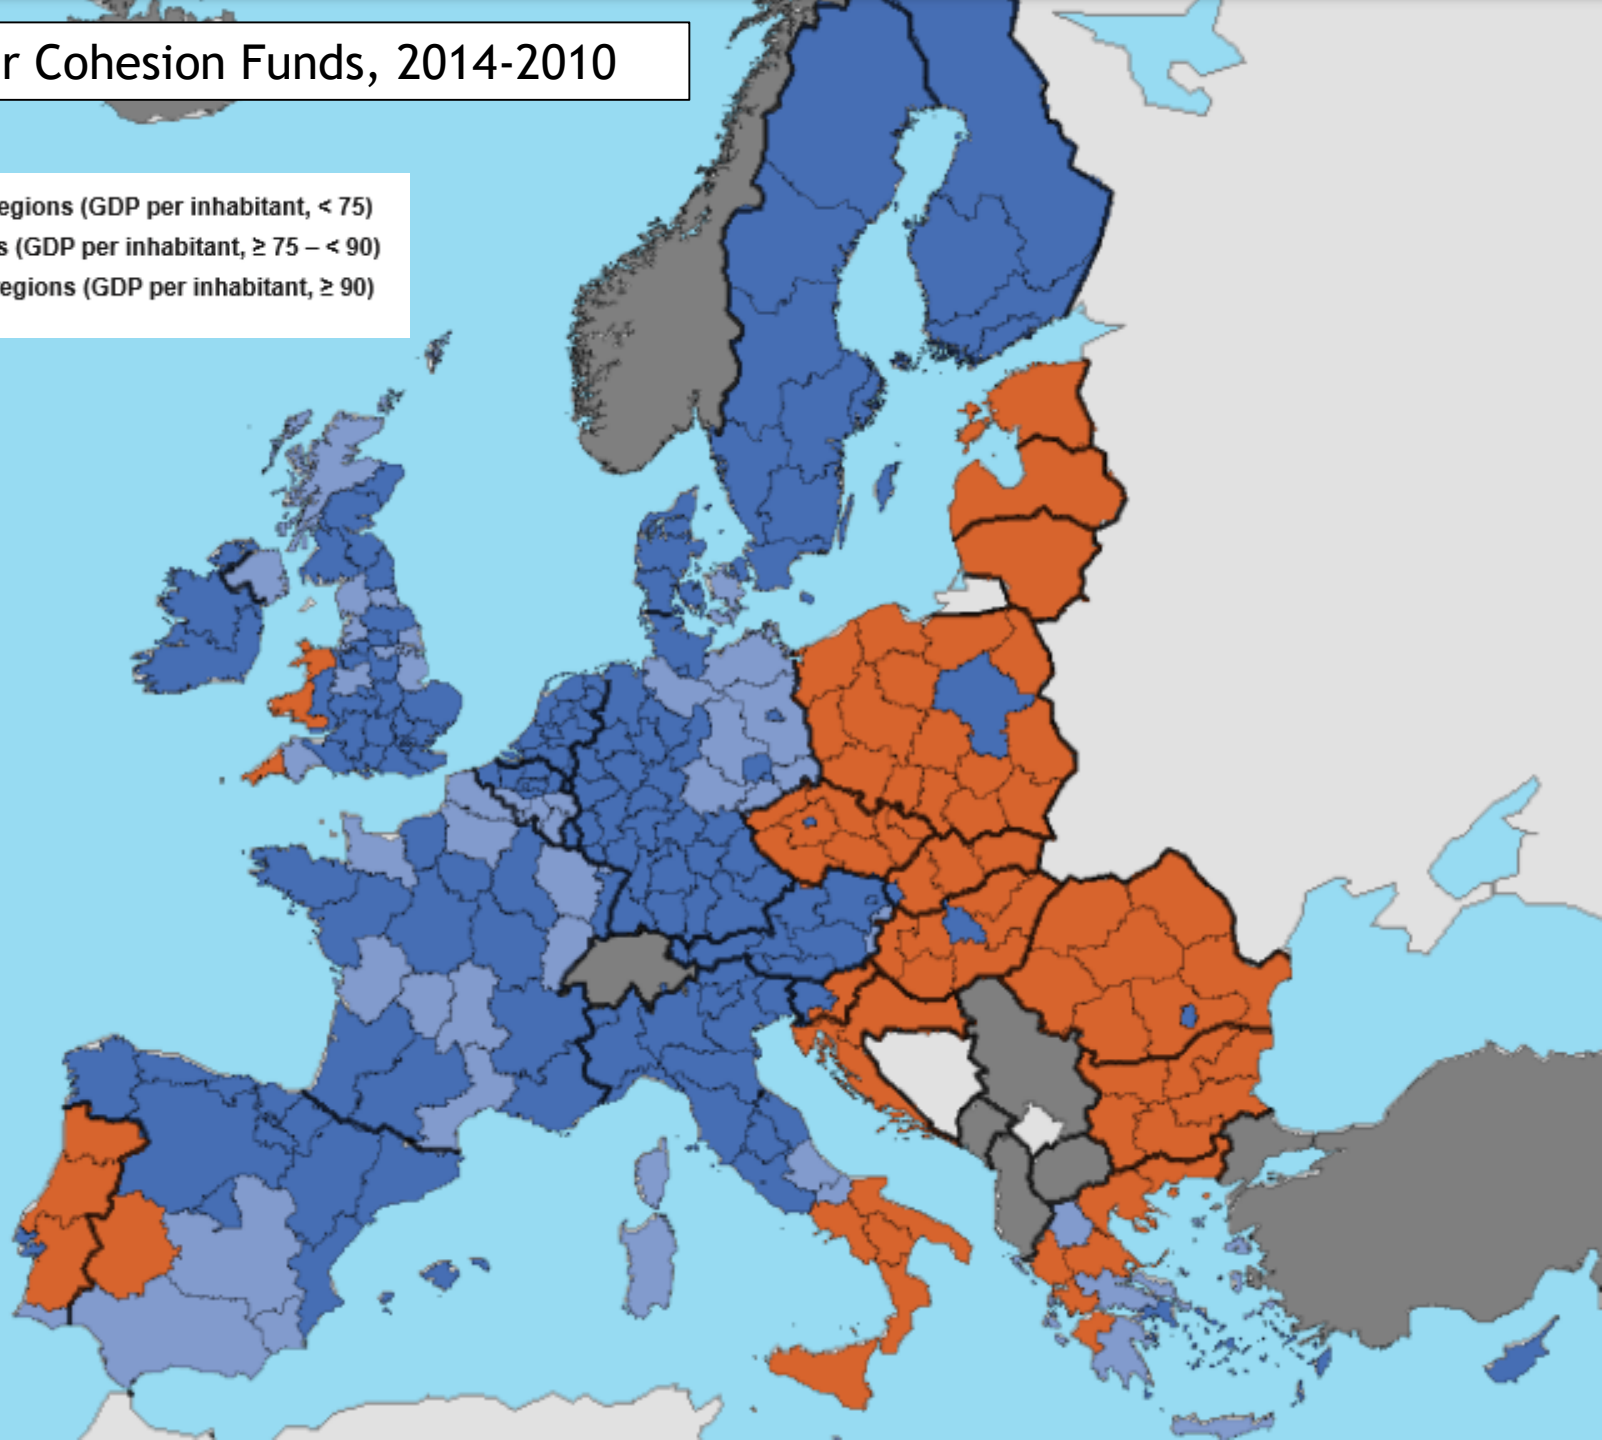 r Cohesion Funds, 2014-2010
egions (GDP per inhabitant, < 75)
s (GDP per inhabitant, ≥ 75 – < 90)
egions (GDP per inhabitant, ≥ 90)